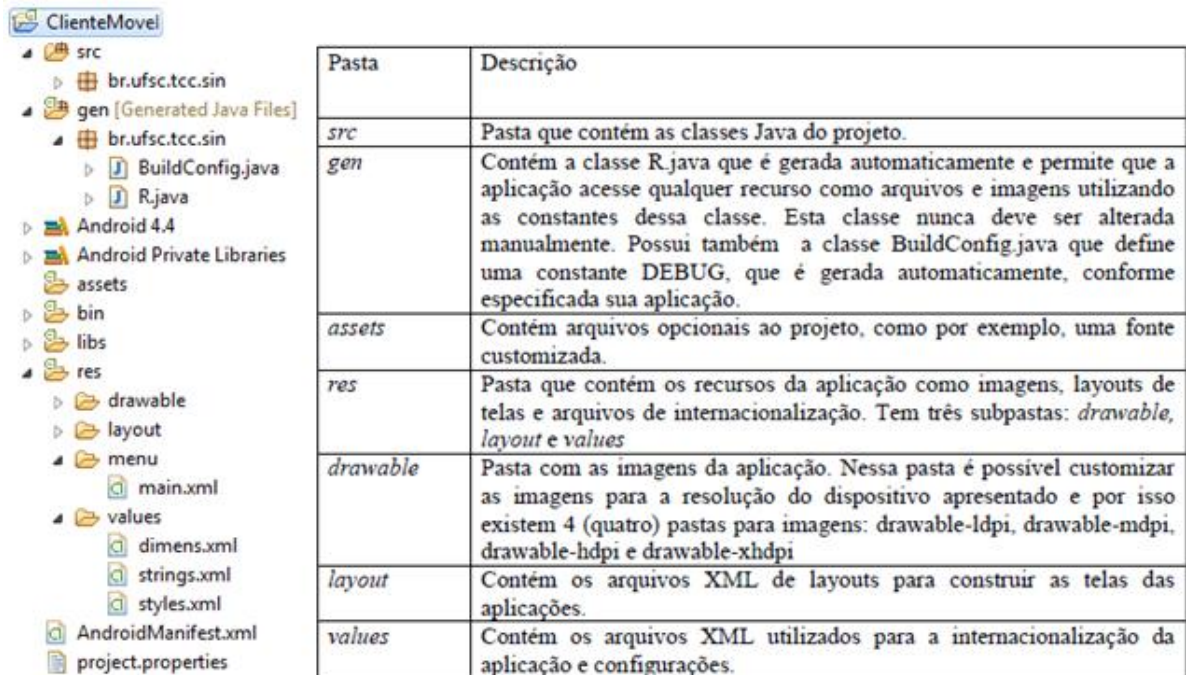 ClienteMovel
src
br.ufsc.tcc.sin
gen [Generated Java Files]
br.ufsc.tcc.sin
BuildConfig.java
R.java
Android 4.4
Android Private Libraries
assets
bin
libs
res
drawable
layout
menu
main.xml
values
dimens.xml
strings.xml
styles.xml
AndroidManifest.xml
project.properties
Pasta Descrição
src Pasta que contém as classes Java do projeto.
gen Contém a classe R.java que é gerada automaticamente e permite que a
aplicação acesse qualquer recurso como arquivos e imagens utilizando
as constantes dessa classe. Esta classe nunca deve ser alterada
manualmente. Possui também a classe BuildConfig.java que define
uma constante DEBUG, que é gerada automaticamente, conforme
especificada sua aplicação.
assets Contém arquivos opcionais ao projeto, como por exemplo, uma fonte
customizada.
res Pasta que contém os recursos da aplicação como imagens, layouts de
telas e arquivos de internacionalização. Tem três subpastas: drawable,
layout e values
drawable Pasta com as imagens da aplicação. Nessa pasta é possível customizar
as imagens para a resolução do dispositivo apresentado e por isso
existem 4 (quatro) pastas para imagens: drawable-ldpi, drawable-mdpi,
drawable-hdpi e drawable-xhdpi
layout Contém os arquivos XML de layouts para construir as telas das
aplicações.
values Contém os arquivos XML utilizados para a internacionalização da
aplicação e configurações.